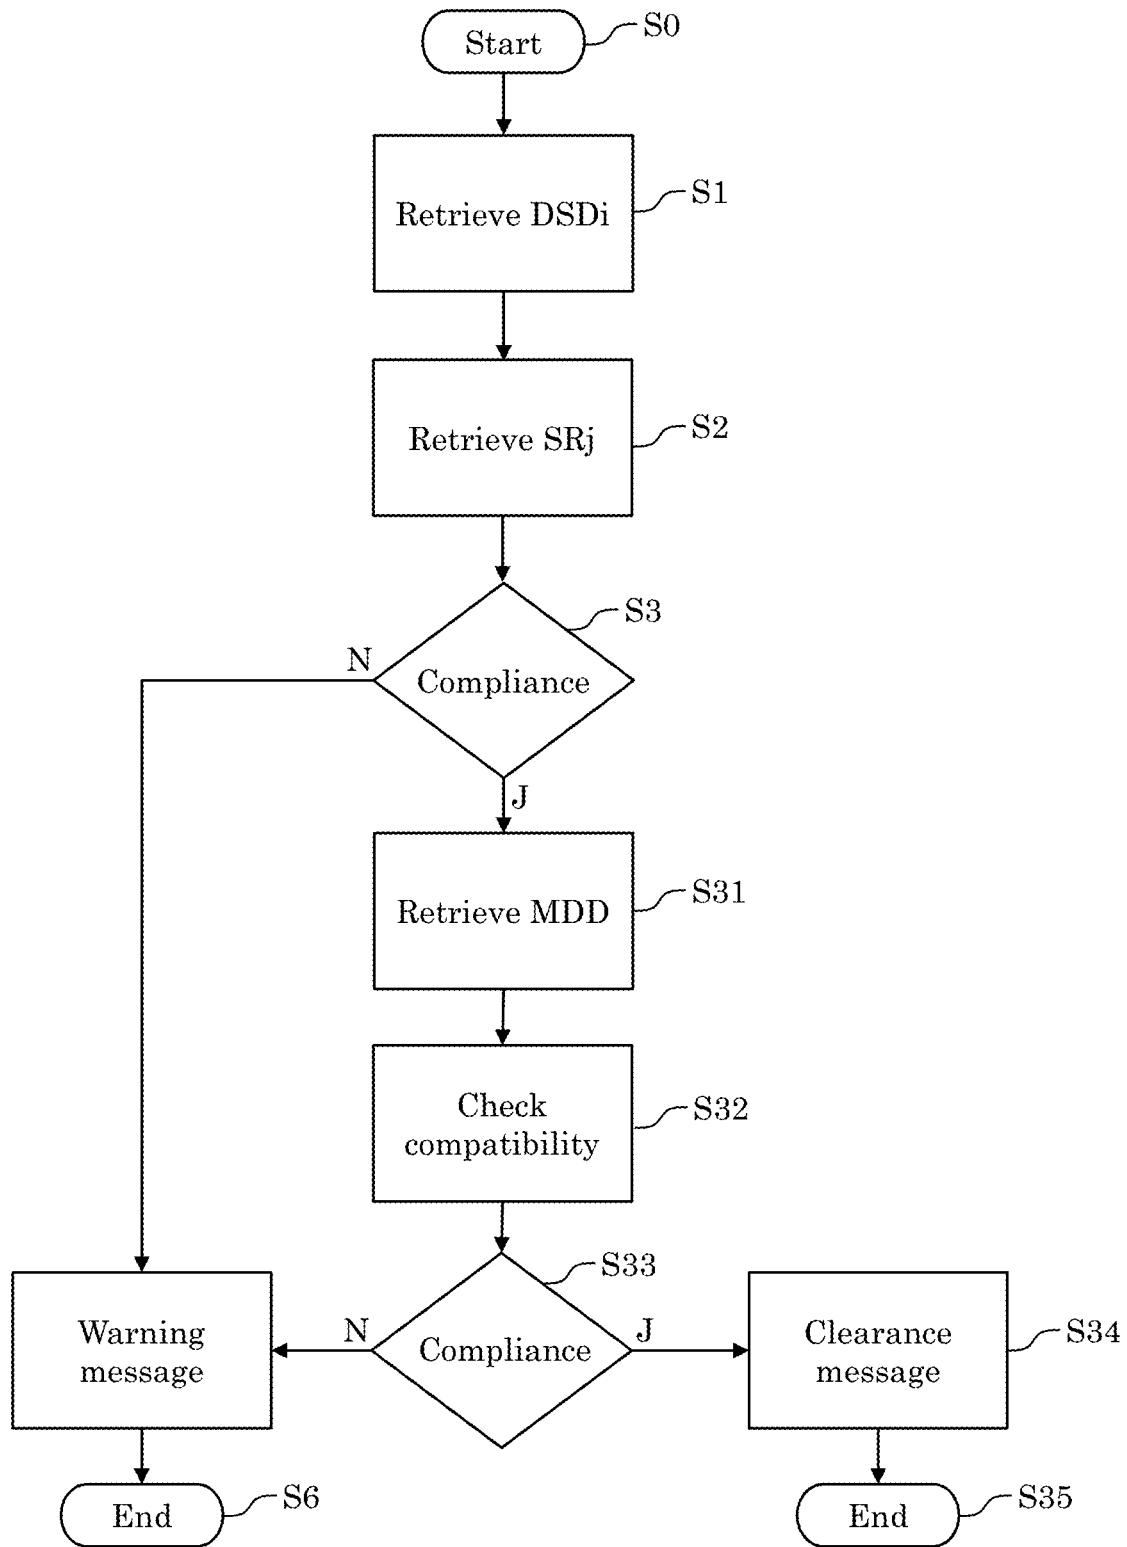 Start
S0
Retrieve DSDi
S1
Retrieve SRj
S2
Compliance
S3
N
J
Retrieve MDD
S31
Check
compatibility
S32
Warning
message
N
Compliance
S33
J
Clearance
message
S34
End
S6
End
S35